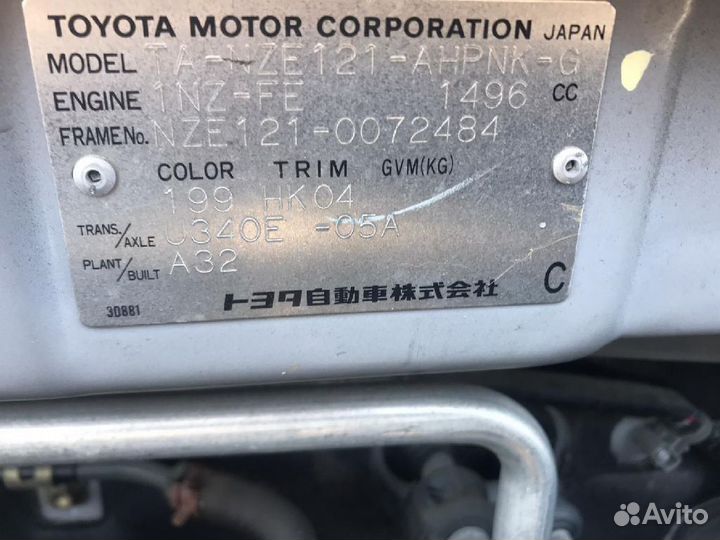 TOYOTA MOTOR CORPORATION JAPAN
MODEL TA-NZE121-AHPNK-G
ENGINE 1NZ-FE 1496 CC
FRAME No. NZE121-0072484
COLOR TRIM GVM(KG)
199 HK04
TRANS./AXLE U340E -05A
PLANT/BUILT A32
トヨタ自動車株式会社 C
3D881
Avito